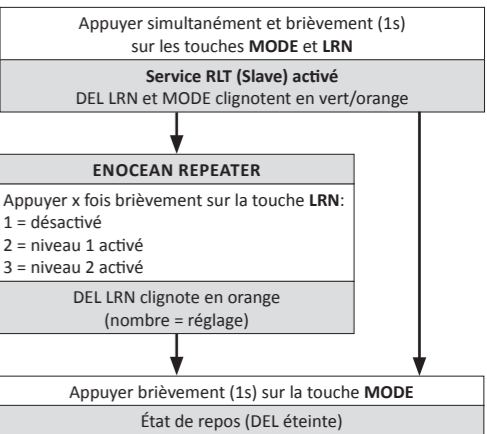 Appuyer simultanément et brièvement (1s)
sur les touches MODE et LRN
Service RLT (Slave) activé
DEL LRN et MODE clignotent en vert/orange
ENOCEAN REPEATER
Appuyer x fois brièvement sur la touche LRN:
1 = désactivé
2 = niveau 1 activé
3 = niveau 2 activé
DEL LRN clignote en orange
(nombre = réglage)
Appuyer brièvement (1s) sur la touche MODE
État de repos (DEL éteinte)